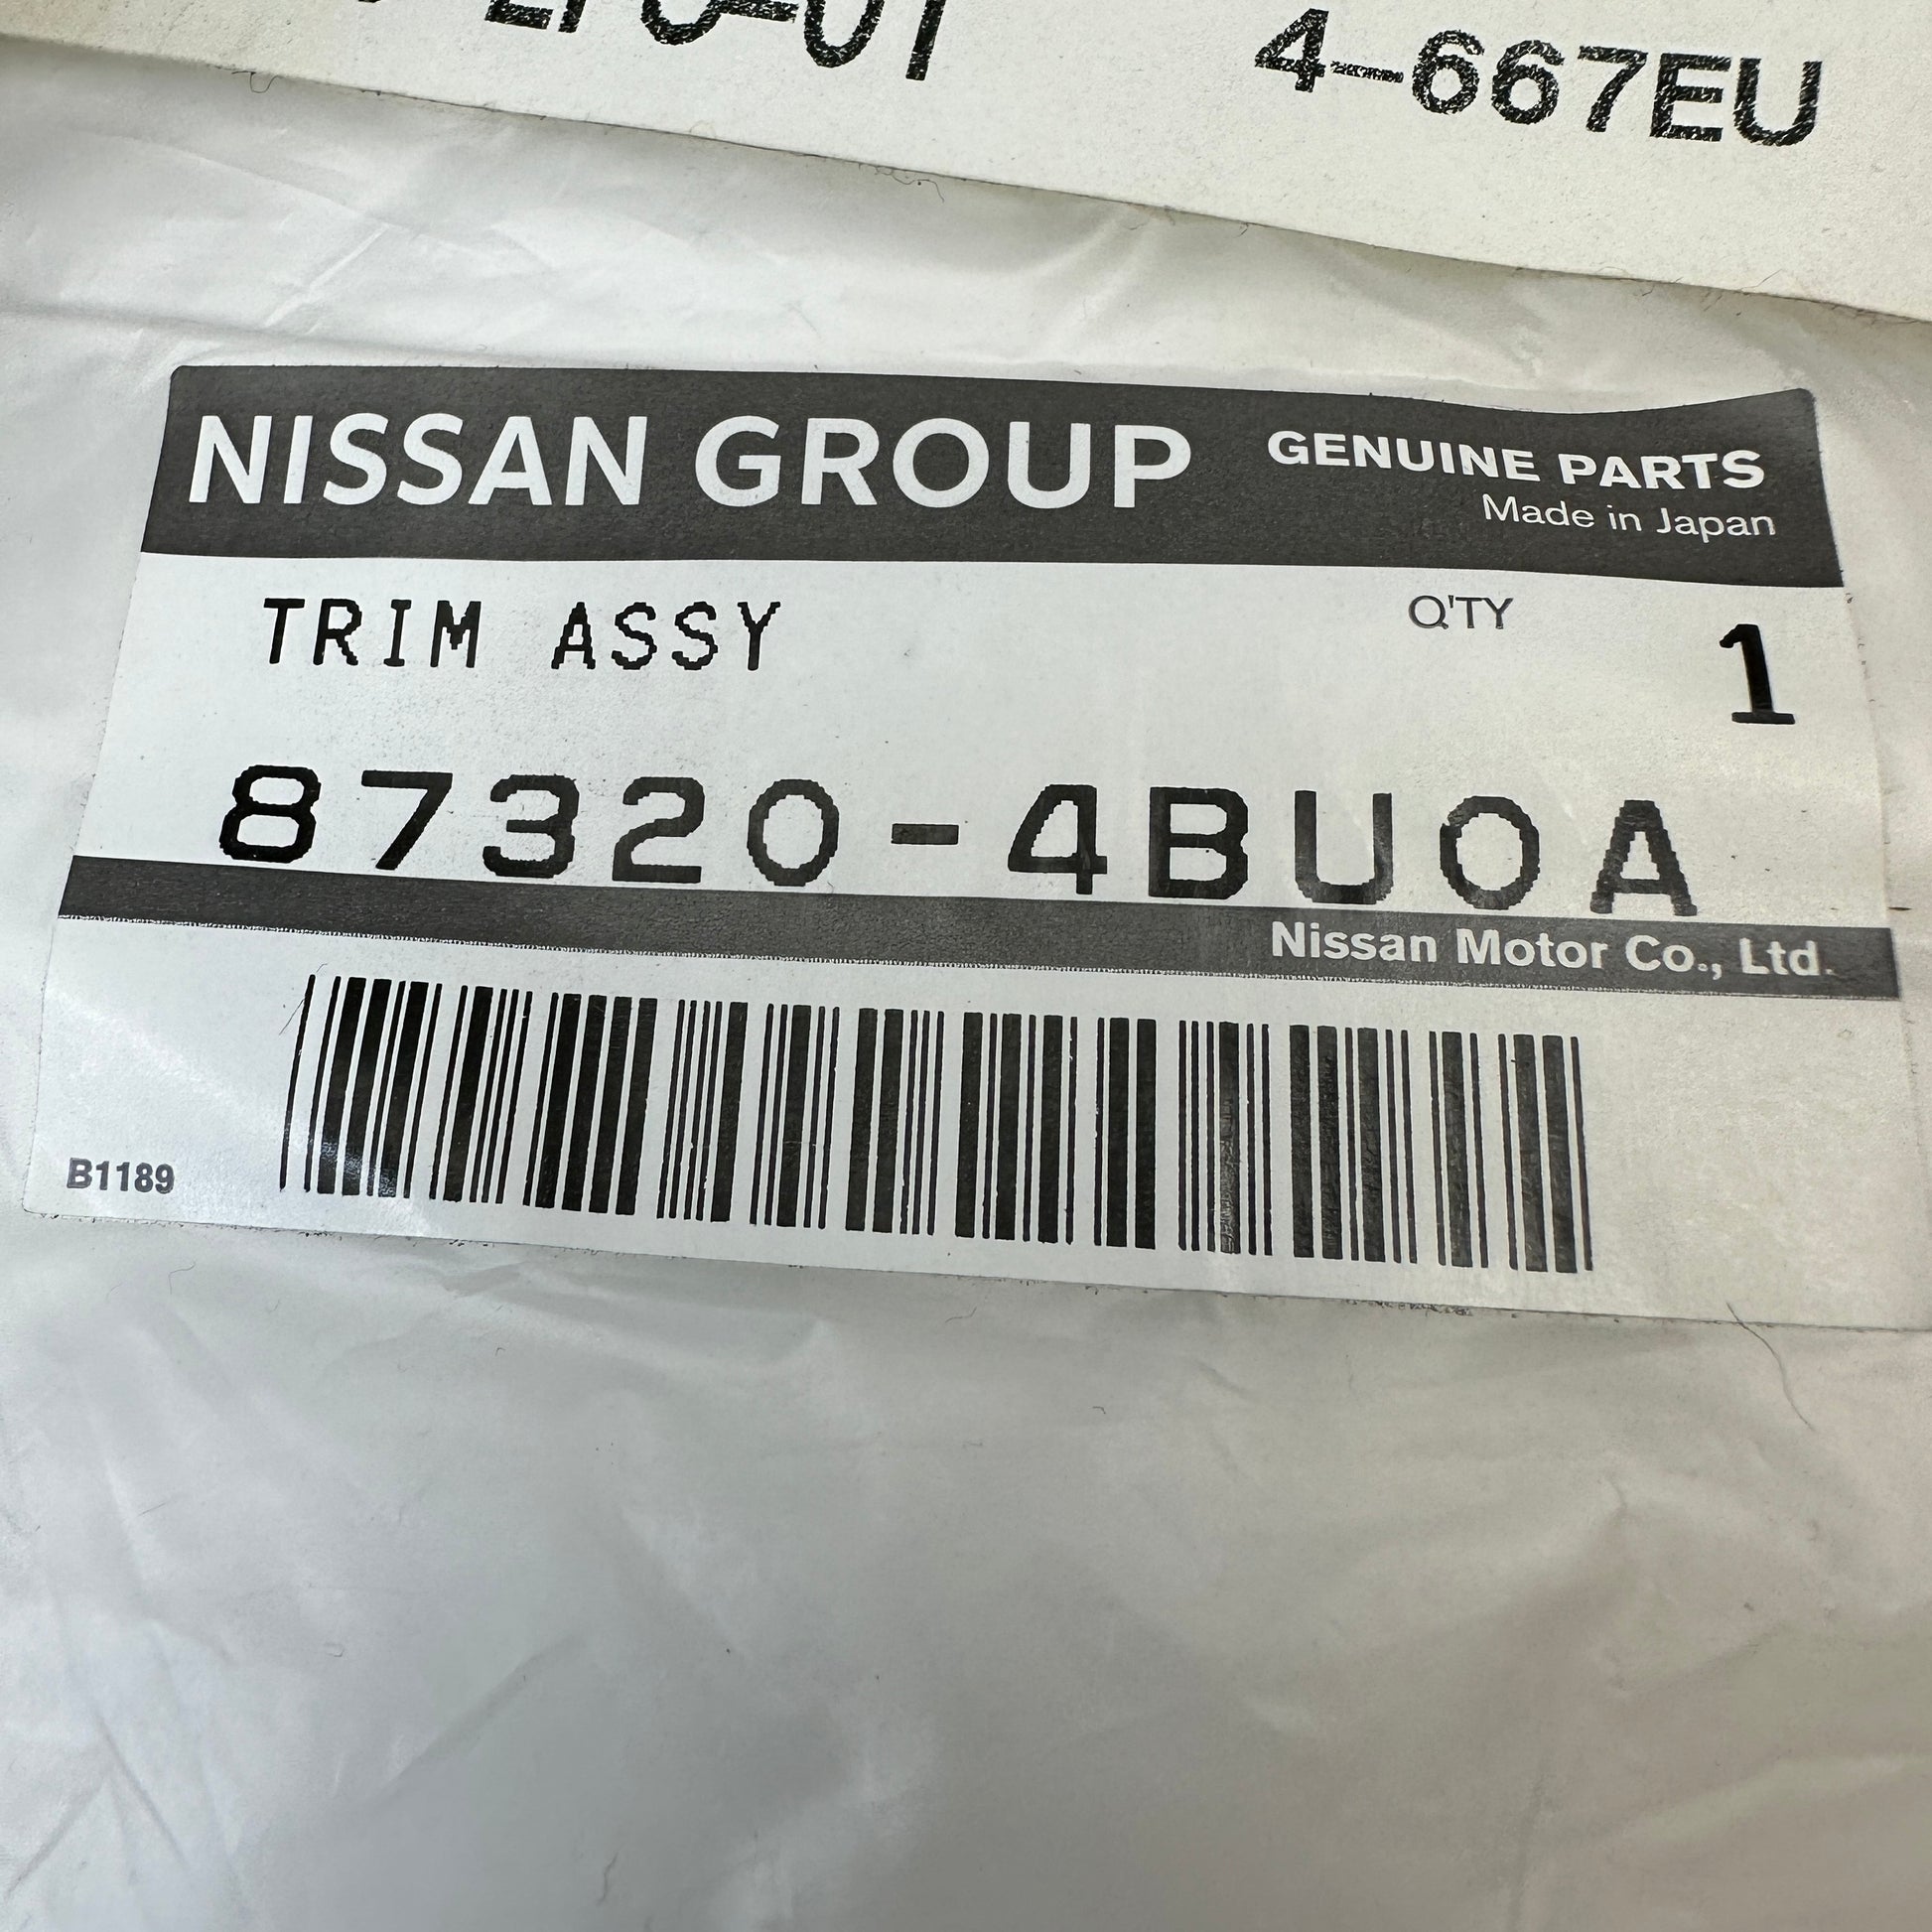 4-667EU
NISSAN GROUP
GENUINE PARTS
Made in Japan
TRIM ASSY
Q'TY
1
87320-4BU0A
Nissan Motor Co., Ltd.
B1189